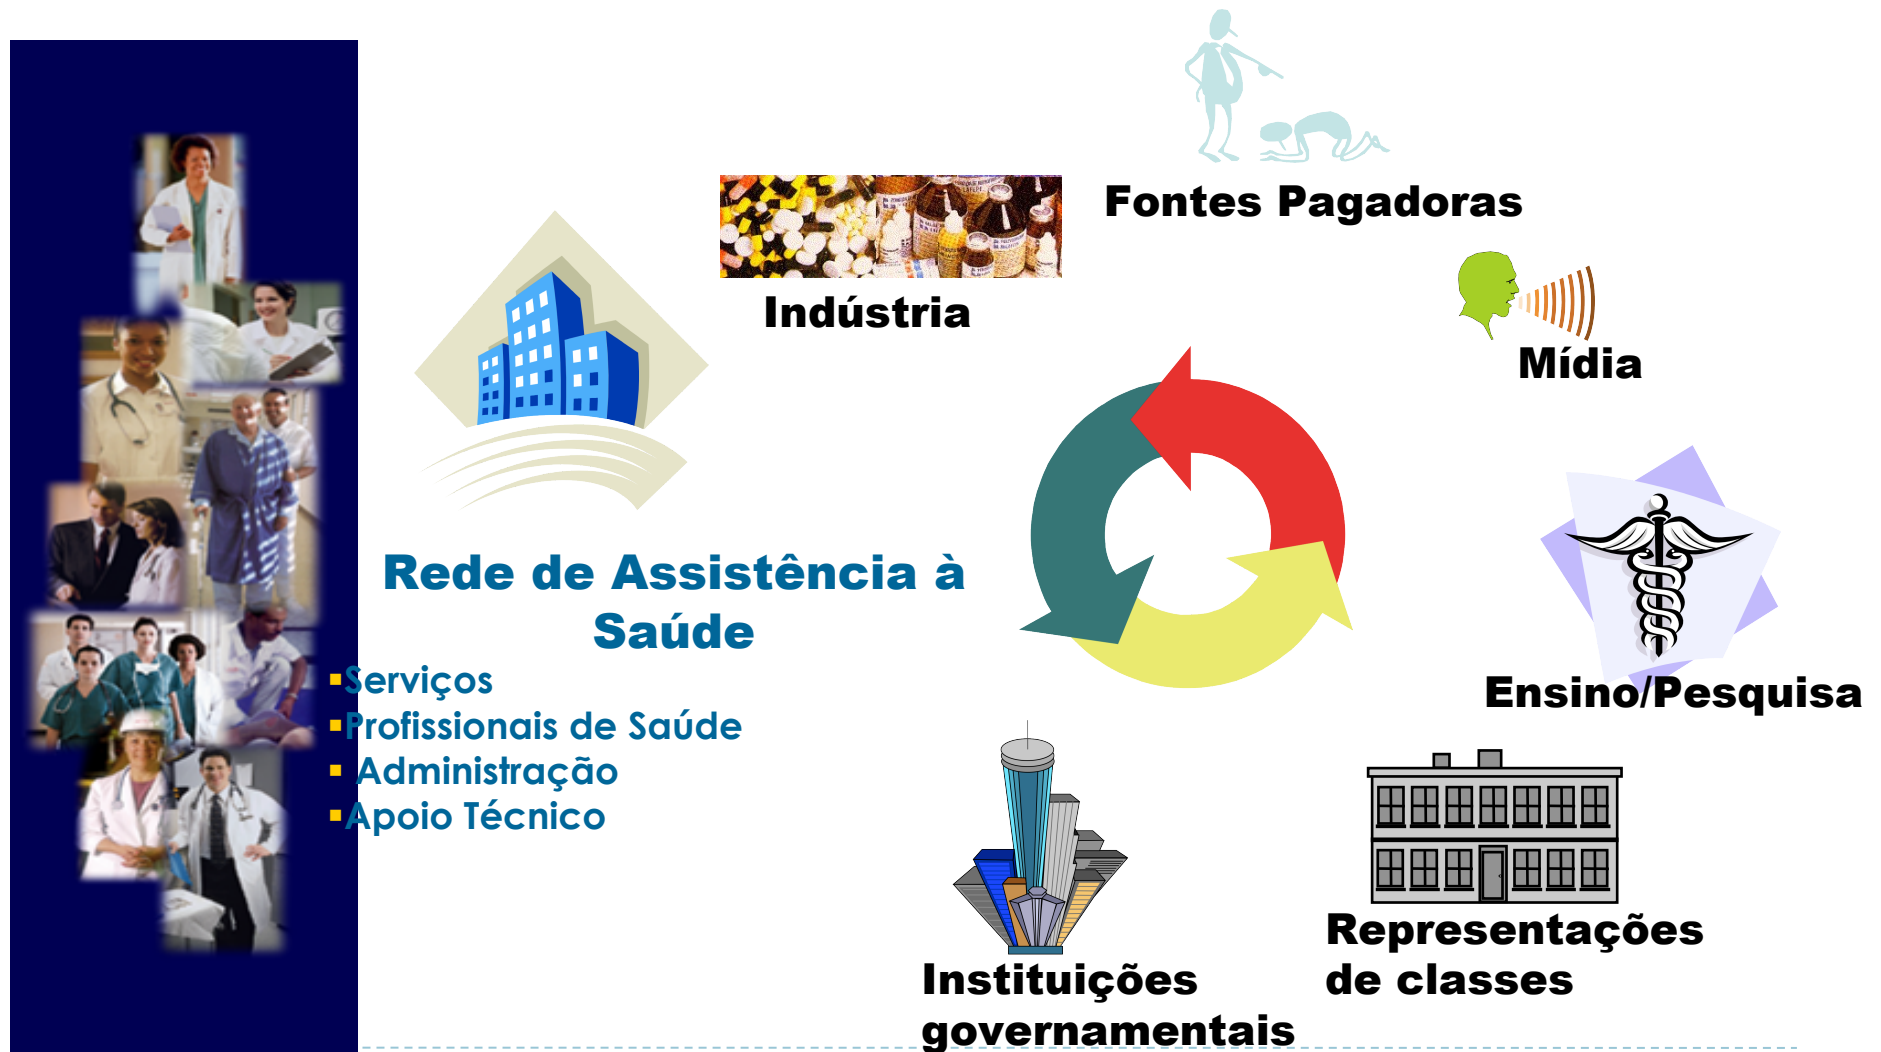 Fontes Pagadoras
Indústria
Mídia
Rede de Assistência à
Saúde
▪Serviços
▪Profissionais de Saúde
▪ Administração
▪Apoio Técnico
Ensino/Pesquisa
Representações
de classes
Instituições
governamentais